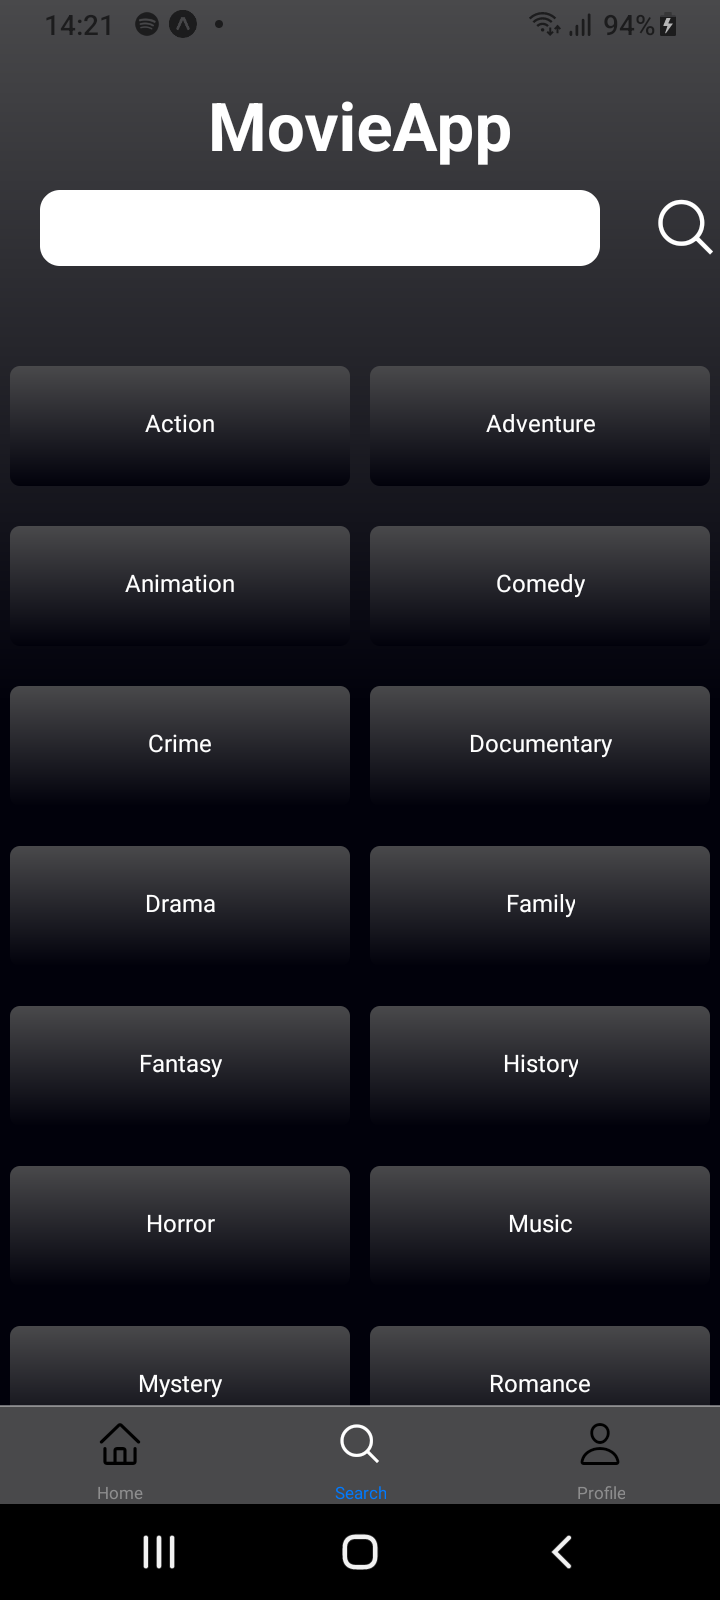 14:21 94%
MovieApp
Action Adventure
Animation Comedy
Crime Documentary
Drama Family
Fantasy History
Horror Music
Mystery Romance
Home Search Profile